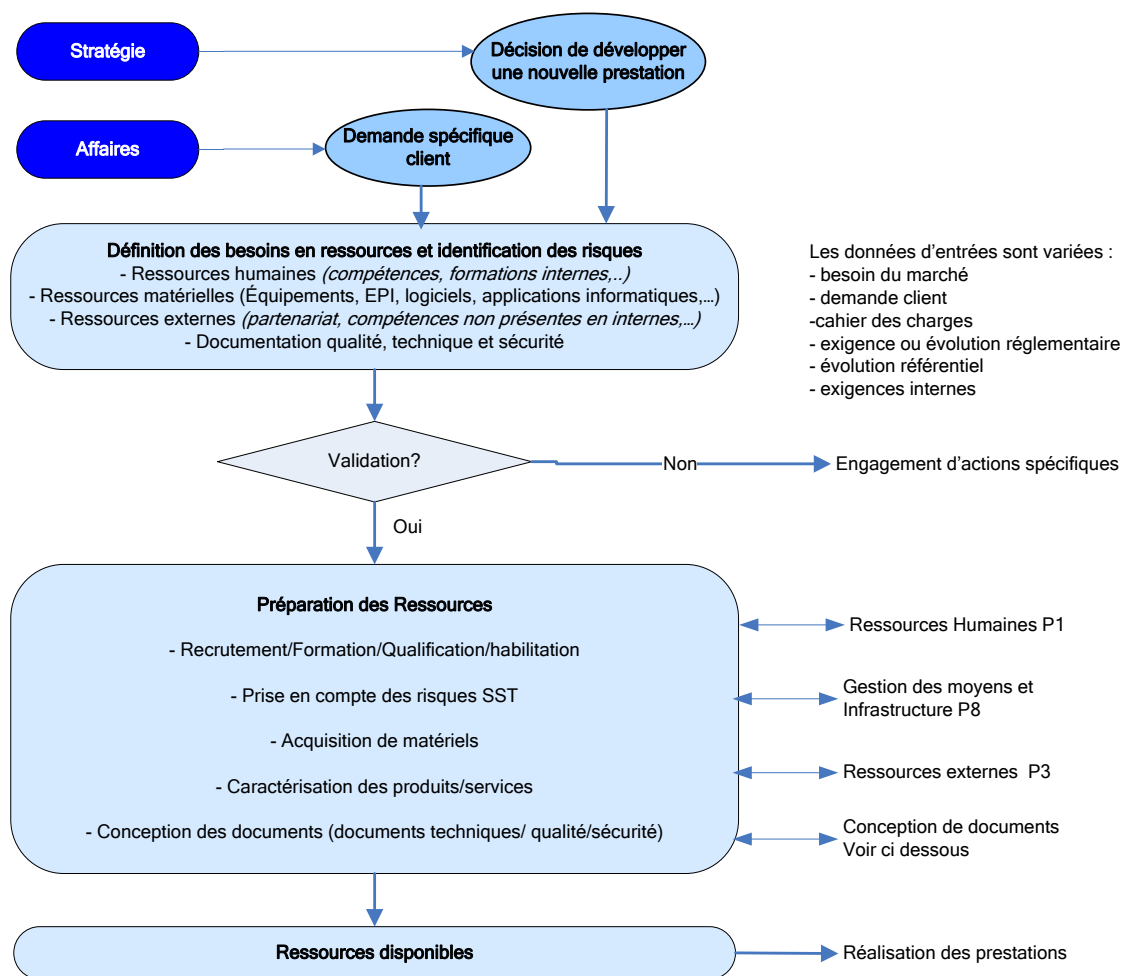 Stratégie
Décision de développer
une nouvelle prestation
Affaires
Demande spécifique
client
Définition des besoins en ressources et identification des risques
- Ressources humaines (compétences, formations internes,..)
- Ressources matérielles (Équipements, EPI, logiciels, applications informatiques,…)
- Ressources externes (partenariat, compétences non présentes en internes,…)
- Documentation qualité, technique et sécurité
Les données d'entrées sont variées :
- besoin du marché
- demande client
-cahier des charges
- exigence ou évolution réglementaire
- évolution référentiel
- exigences internes
Validation?
Non
Engagement d'actions spécifiques
Oui
Préparation des Ressources
- Recrutement/Formation/Qualification/habilitation
- Prise en compte des risques SST
- Acquisition de matériels
- Caractérisation des produits/services
- Conception des documents (documents techniques/ qualité/sécurité)
Ressources Humaines P1
Gestion des moyens et
Infrastructure P8
Ressources externes  P3
Conception de documents
Voir ci dessous
Ressources disponibles
Réalisation des prestations